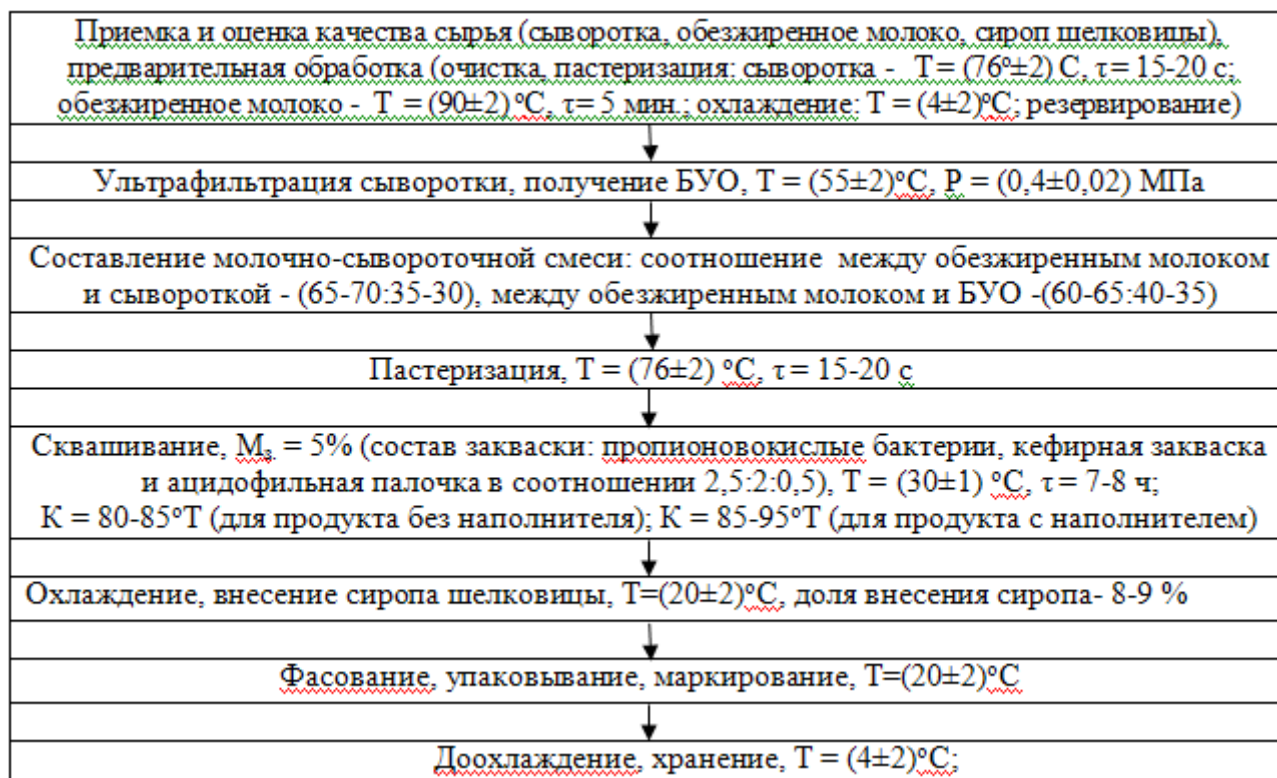 Приемка и оценка качества сырья (сыворотка, обезжиренное молоко, сироп шелковицы),
предварительная обработка (очистка, пастеризация: сыворотка - Т = (76º±2) С, τ = 15-20 с;
обезжиренное молоко - Т = (90±2) ºС, τ= 5 мин.; охлаждение: Т = (4±2)ºС; резервирование)
Ультрафильтрация сыворотки, получение БУО, Т = (55±2)ºС, Р = (0,4±0,02) МПа
Составление молочно-сывороточной смеси: соотношение между обезжиренным молоком
и сывороткой - (65-70:35-30), между обезжиренным молоком и БУО -(60-65:40-35)
Пастеризация, Т = (76±2) ºС, τ = 15-20 с
Сквашивание, Мз. = 5% (состав закваски: пропионовокислые бактерии, кефирная закваска
и ацидофильная палочка в соотношении 2,5:2:0,5), Т = (30±1) ºС, τ = 7-8 ч;
К = 80-85ºТ (для продукта без наполнителя); К = 85-95ºТ (для продукта с наполнителем)
Охлаждение, внесение сиропа шелковицы, Т=(20±2)ºС, доля внесения сиропа- 8-9 %
Фасование, упаковывание, маркирование, Т=(20±2)ºС
Доохлаждение, хранение, Т = (4±2)ºС;